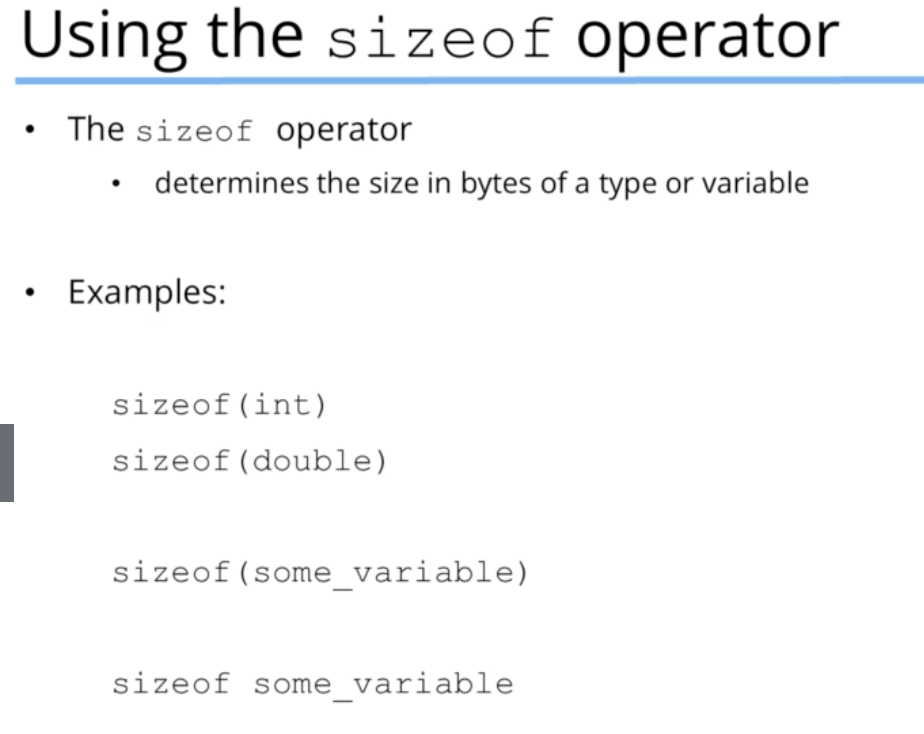 Using the sizeof operator
• The sizeof operator
• determines the size in bytes of a type or variable
• Examples:
sizeof(int)
sizeof(double)
sizeof(some_variable)
sizeof some_variable